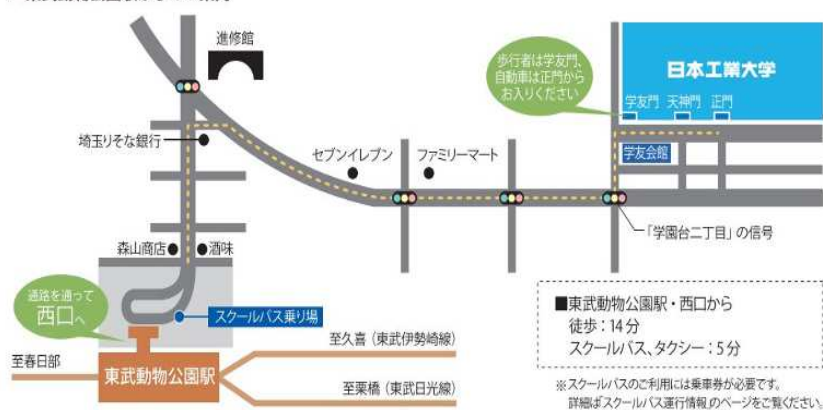 進修館
歩行者は学友門、
自動車は正門から
お入りください
日本工業大学
学友門 天神門 正門
埼玉りそな銀行
セブンイレブン
ファミリーマート
学友会館
「学園台二丁目」の信号
森山商店
酒味
通路を通って
西口へ
スクールバス乗り場
至春日部
東武動物公園駅
至久喜（東武伊勢崎線）
至栗橋（東武日光線）
■東武動物公園駅・西口から
徒歩：14分
スクールバス、タクシー：5分
※スクールバスのご利用には乗車券が必要です。
詳細はスクールバス運行情報のページをご覧ください。